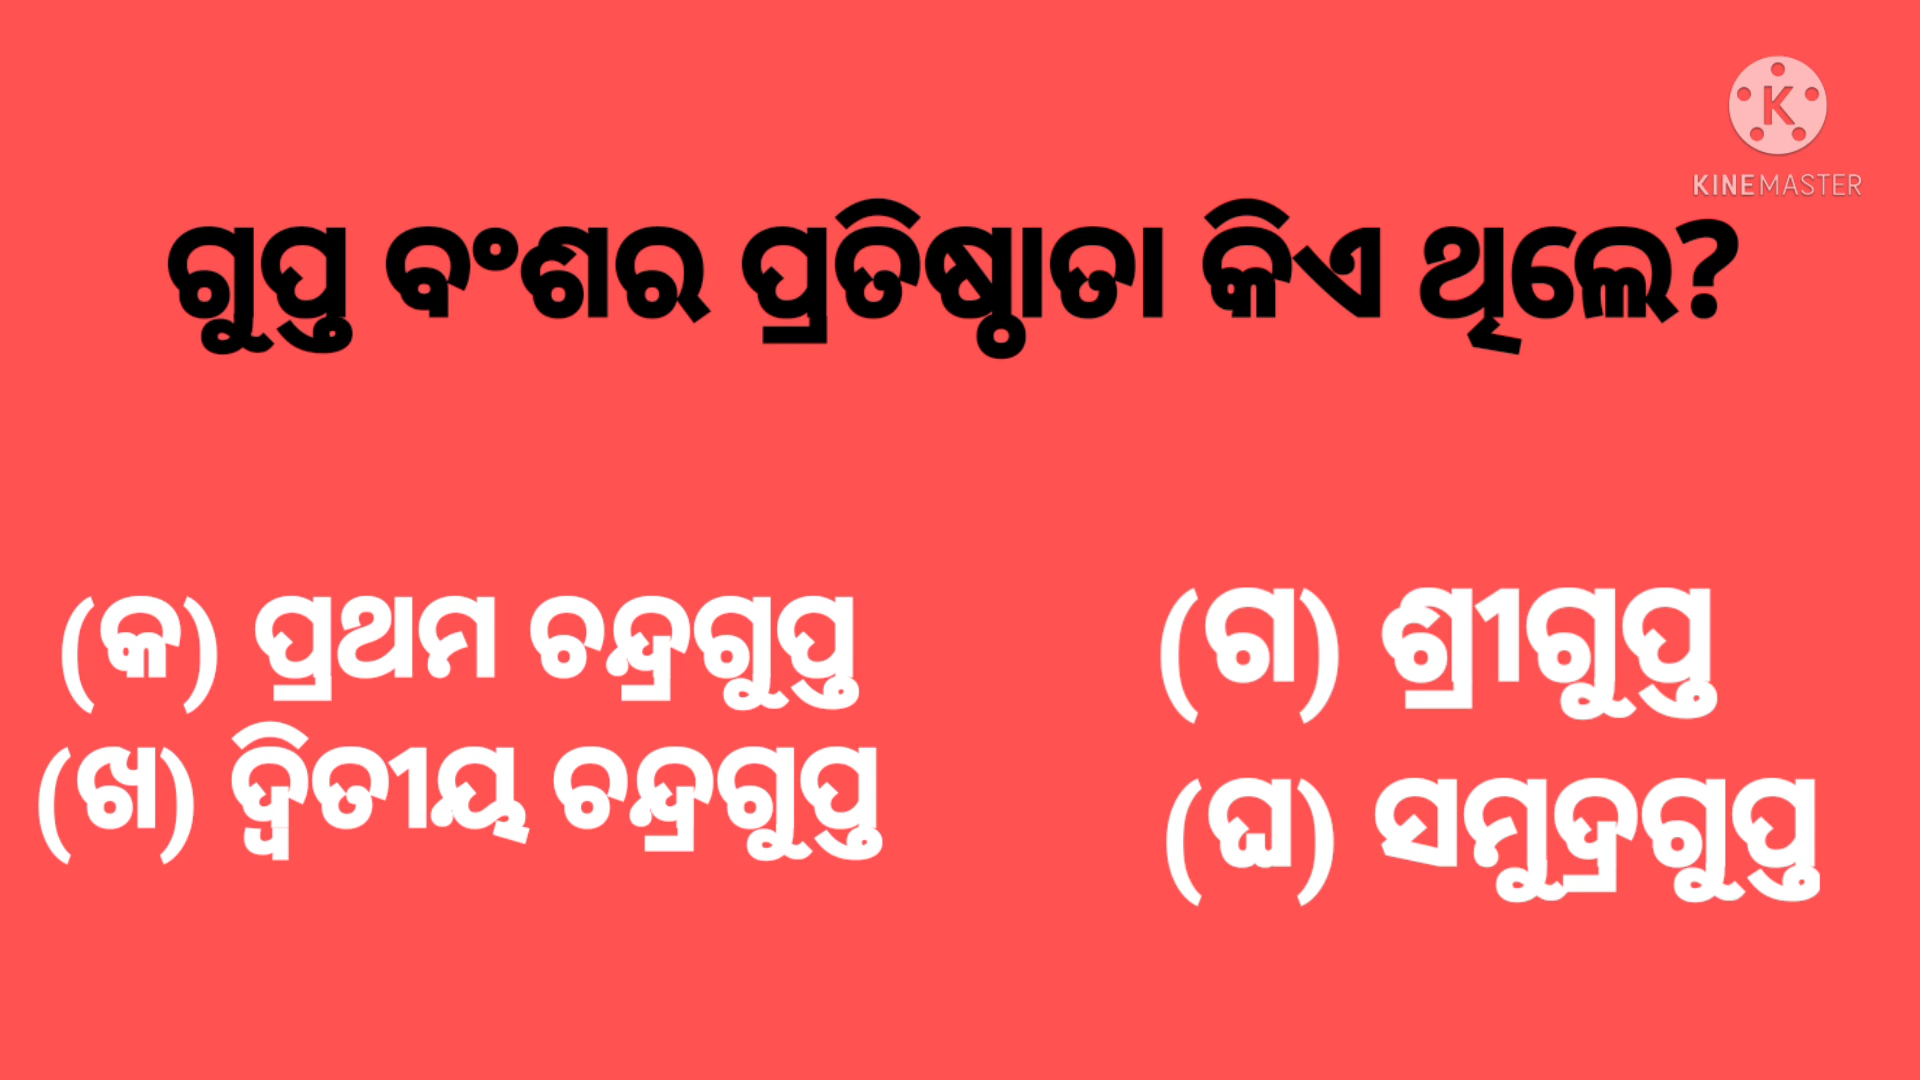 KINEMASTER
ଗୁପ୍ତ ବଂଶର ପ୍ରତିଷ୍ଠାତା କିଏ ଥିଲେ?
(କ) ପ୍ରଥମ ଚନ୍ଦ୍ରଗୁପ୍ତ
(ଖ) ଦ୍ୱିତୀୟ ଚନ୍ଦ୍ରଗୁପ୍ତ
(ଗ) ଶ୍ରୀଗୁପ୍ତ
(ଘ) ସମୁଦ୍ରଗୁପ୍ତ